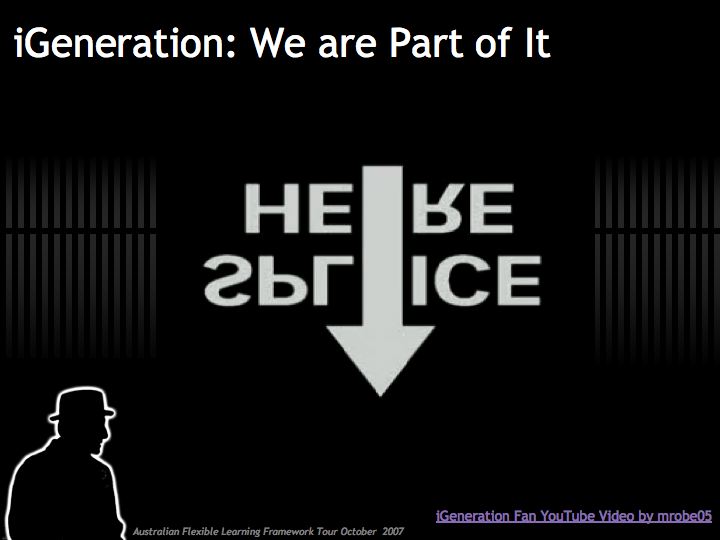 iGeneration: We are Part of It
HERE
SPLICE
iGeneration Fan YouTube Video by mrobe05
Australian Flexible Learning Framework Tour October 2007